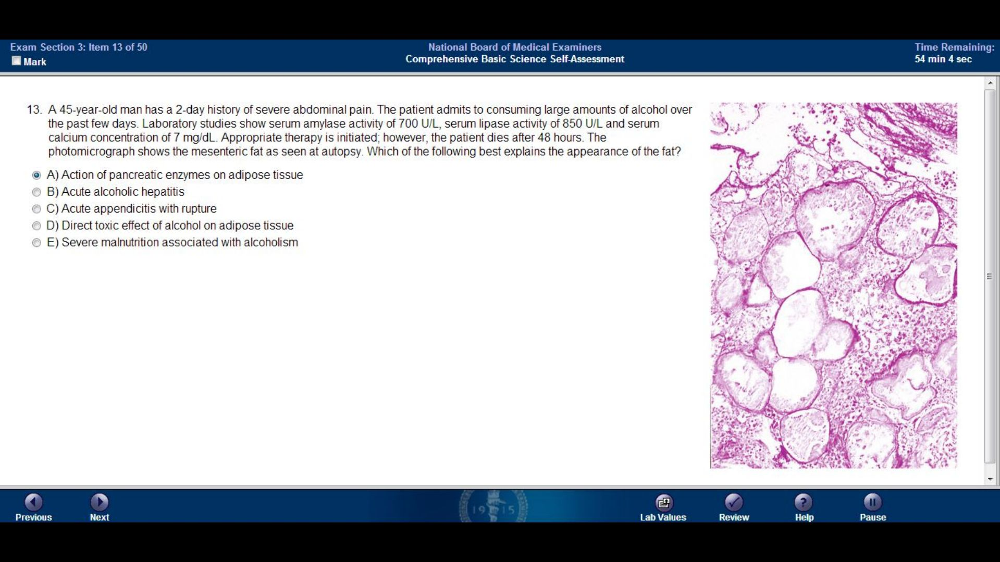 Exam Section 3: Item 13 of 50
Mark
National Board of Medical Examiners
Comprehensive Basic Science Self-Assessment
Time Remaining:
54 min 4 sec
13. A 45-year-old man has a 2-day history of severe abdominal pain. The patient admits to consuming large amounts of alcohol over
the past few days. Laboratory studies show serum amylase activity of 700 U/L, serum lipase activity of 850 U/L and serum
calcium concentration of 7 mg/dL. Appropriate therapy is initiated; however, the patient dies after 48 hours. The
photomicrograph shows the mesenteric fat as seen at autopsy. Which of the following best explains the appearance of the fat?
A) Action of pancreatic enzymes on adipose tissue
B) Acute alcoholic hepatitis
C) Acute appendicitis with rupture
D) Direct toxic effect of alcohol on adipose tissue
E) Severe malnutrition associated with alcoholism
1915
Previous
Next
Lab Values
Review
Help
Pause